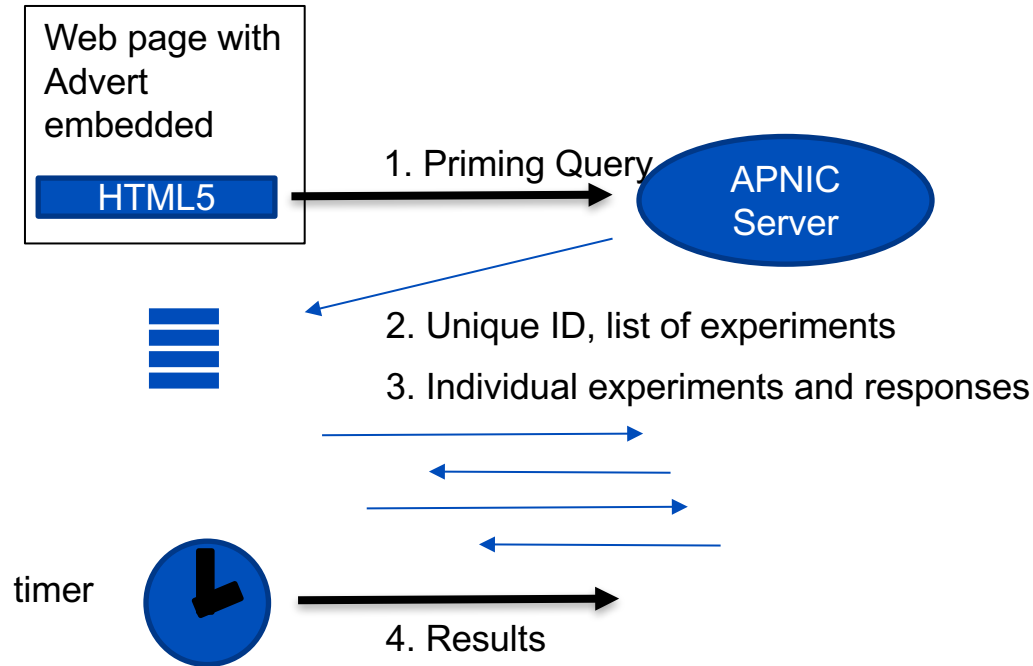 Web page with
Advert
embedded
HTML5
1. Priming Query
APNIC
Server
2. Unique ID, list of experiments
3. Individual experiments and responses
timer
4. Results